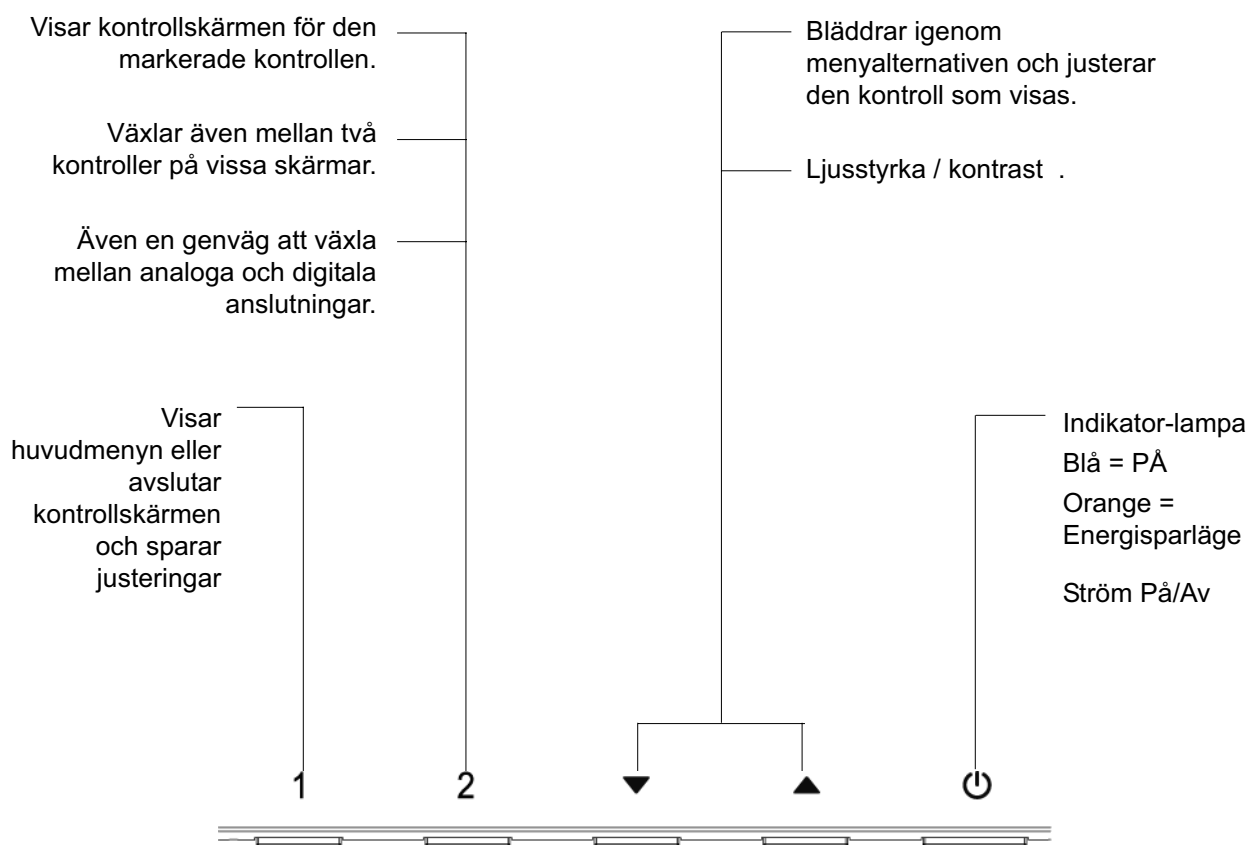 Visar kontrollskärmen för den
markerade kontrollen.
Växlar även mellan två
kontroller på vissa skärmar.
Även en genväg att växla
mellan analoga och digitala
anslutningar.
Bläddrar igenom
menyalternativen och justerar
den kontroll som visas.
Ljusstyrka / kontrast .
Visar
huvudmenyn eller
avslutar
kontrollskärmen
och sparar
justeringar
Indikator-lampa
Blå = PÅ
Orange =
Energisparläge
Ström På/Av
1 2 ▼ ▲ ⏻